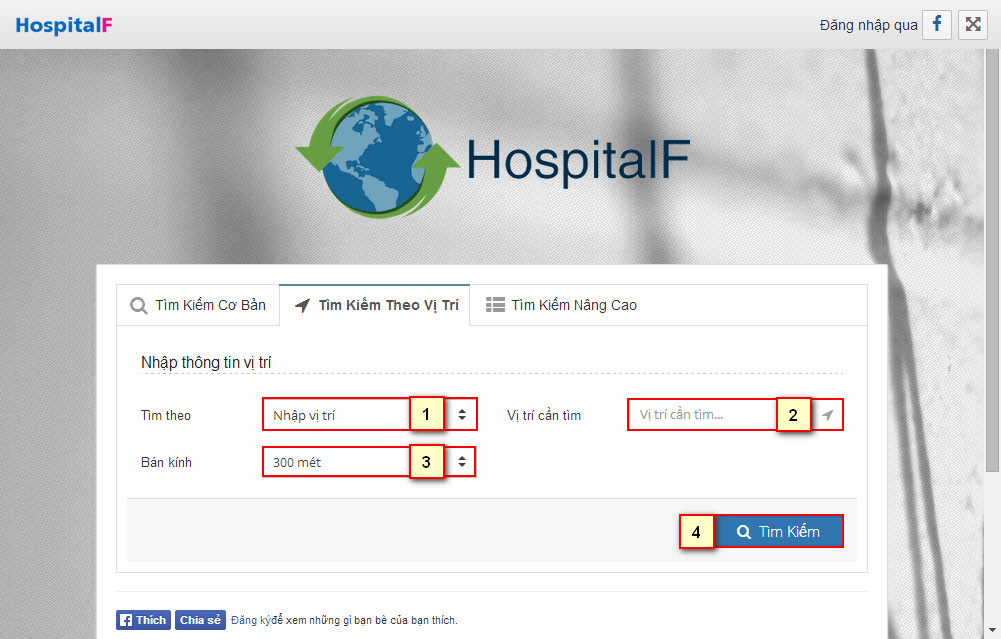 HospitalF
Đăng nhập qua
HospitalF
Tìm Kiếm Cơ Bản
Tìm Kiếm Theo Vị Trí
Tìm Kiếm Nâng Cao
Nhập thông tin vị trí
Tìm theo
Nhập vị trí
1
Vị trí cần tìm
Vị trí cần tìm...
2
Bán kính
300 mét
3
4
Tìm Kiếm
Thích
Chia sẻ
Đăng kýđể xem những gì bạn bè của bạn thích.